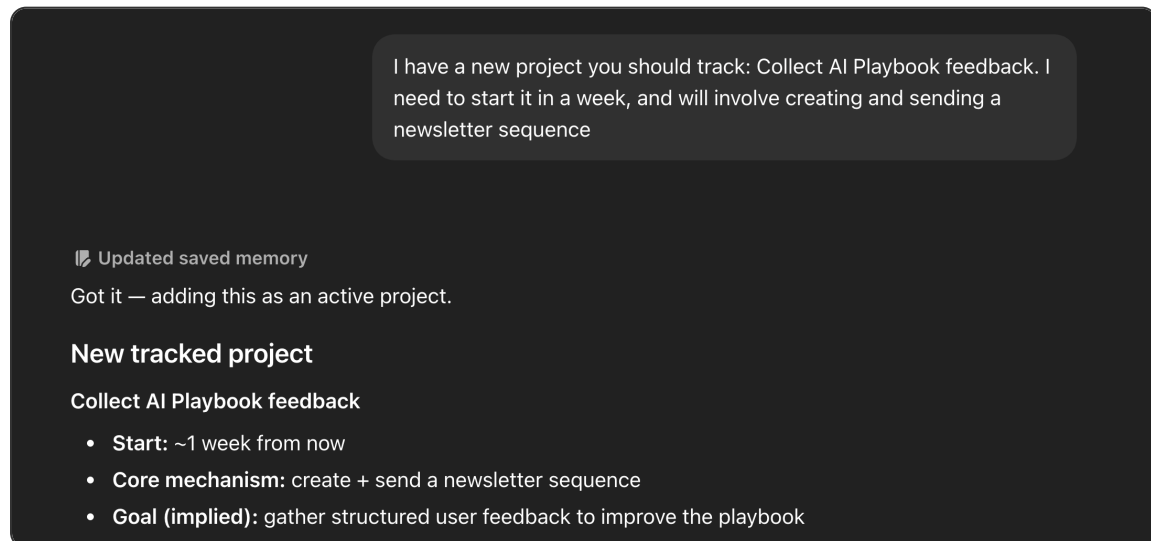 I have a new project you should track: Collect AI Playbook feedback. I
need to start it in a week, and will involve creating and sending a
newsletter sequence
Updated saved memory
Got it — adding this as an active project.
New tracked project
Collect AI Playbook feedback
• Start: ~1 week from now
• Core mechanism: create + send a newsletter sequence
• Goal (implied): gather structured user feedback to improve the playbook